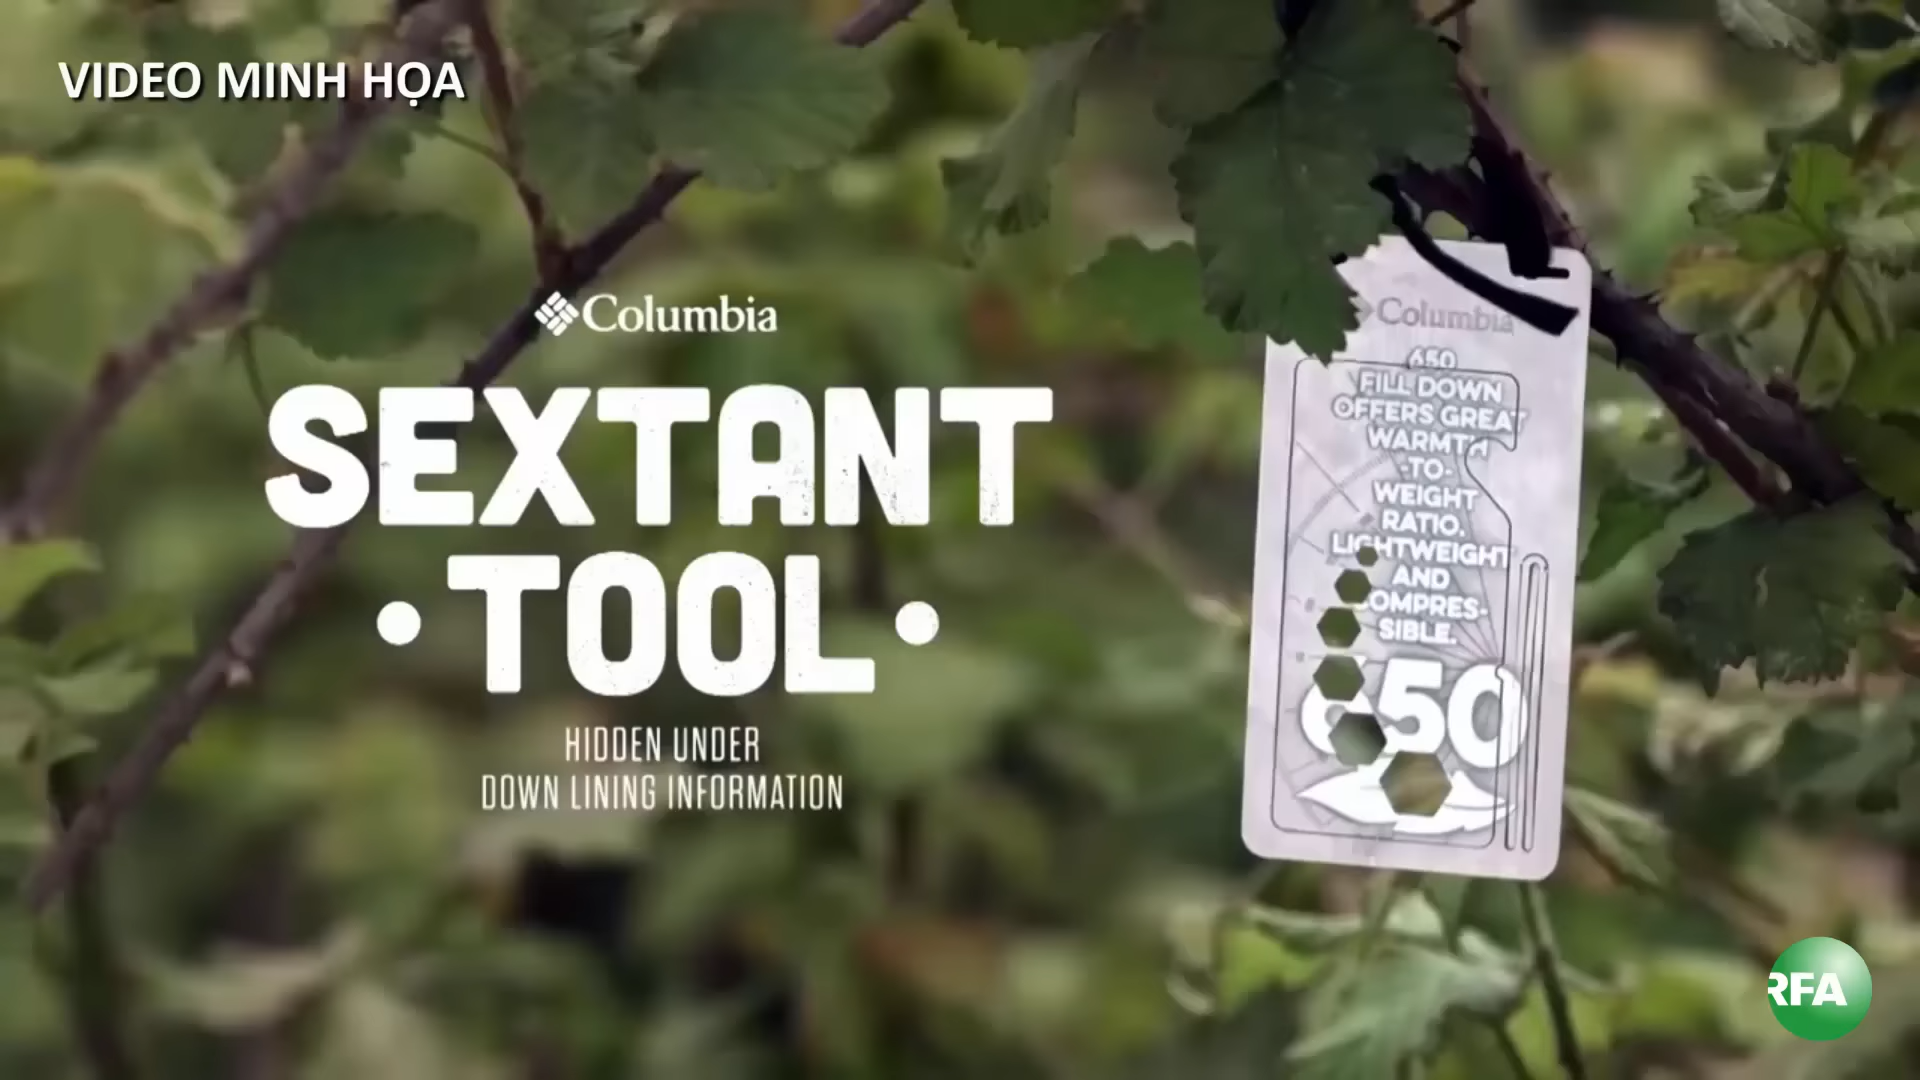 VIDEO MINH HỌA
Columbia
SEXTANT
• TOOL •
HIDDEN UNDER
DOWN LINING INFORMATION
Columbia
650
FILL DOWN
OFFERS GREAT
WARMTH
-TO-
WEIGHT
RATIO.
LIGHTWEIGHT
AND
COMPRES-
SIBLE.
650
RFA